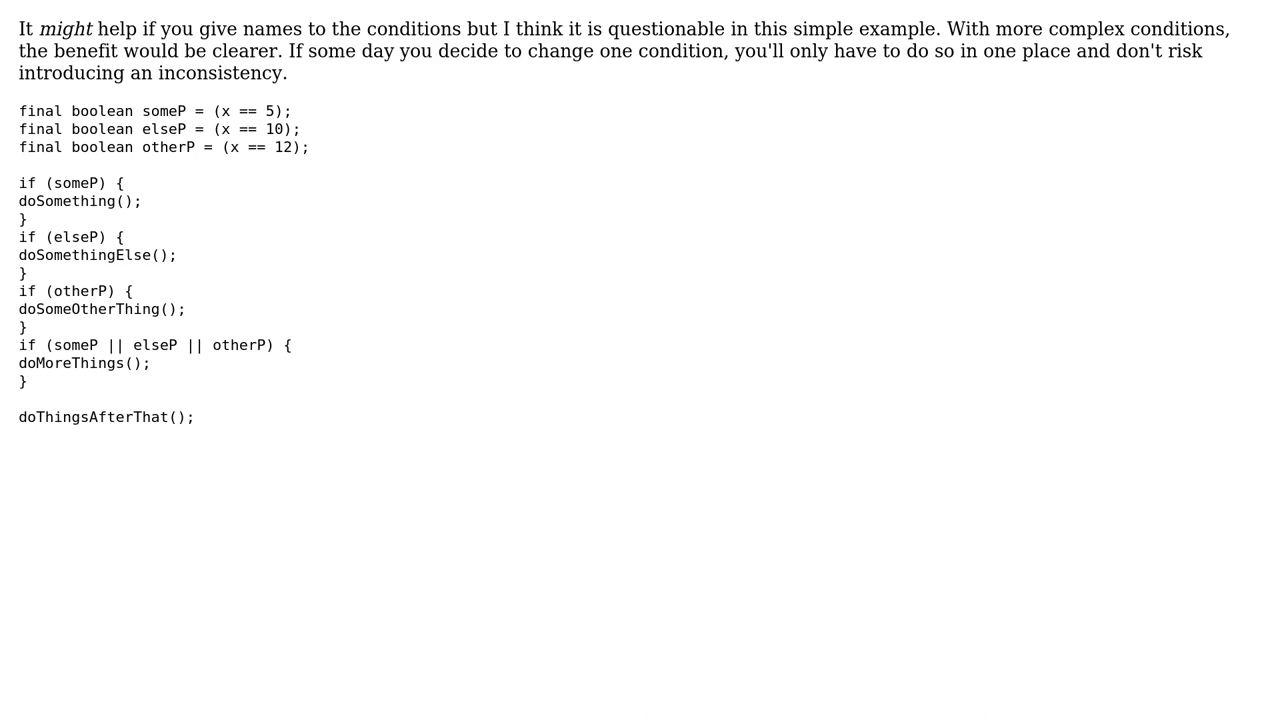 It might help if you give names to the conditions but I think it is questionable in this simple example. With more complex conditions,
the benefit would be clearer. If some day you decide to change one condition, you'll only have to do so in one place and don't risk
introducing an inconsistency.
final boolean someP = (x == 5);
final boolean elseP = (x == 10);
final boolean otherP = (x == 12);
if (someP) {
doSomething();
}
if (elseP) {
doSomethingElse();
}
if (otherP) {
doSomeOtherThing();
}
if (someP || elseP || otherP) {
doMoreThings();
}
doThingsAfterThat();